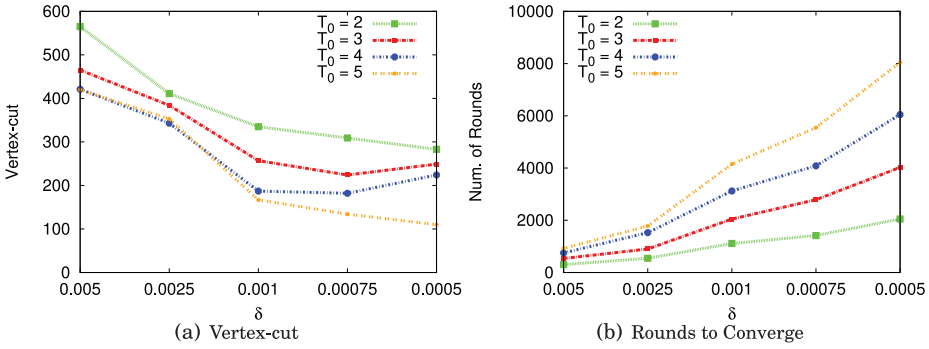 600
500
400
300
200
100
0
Vertex-cut
T0 = 2
T0 = 3
T0 = 4
T0 = 5
0.005 0.0025 0.001 0.00075 0.0005
δ
(a) Vertex-cut
10000
8000
6000
4000
2000
0
Num. of Rounds
T0 = 2
T0 = 3
T0 = 4
T0 = 5
0.005 0.0025 0.001 0.00075 0.0005
δ
(b) Rounds to Converge